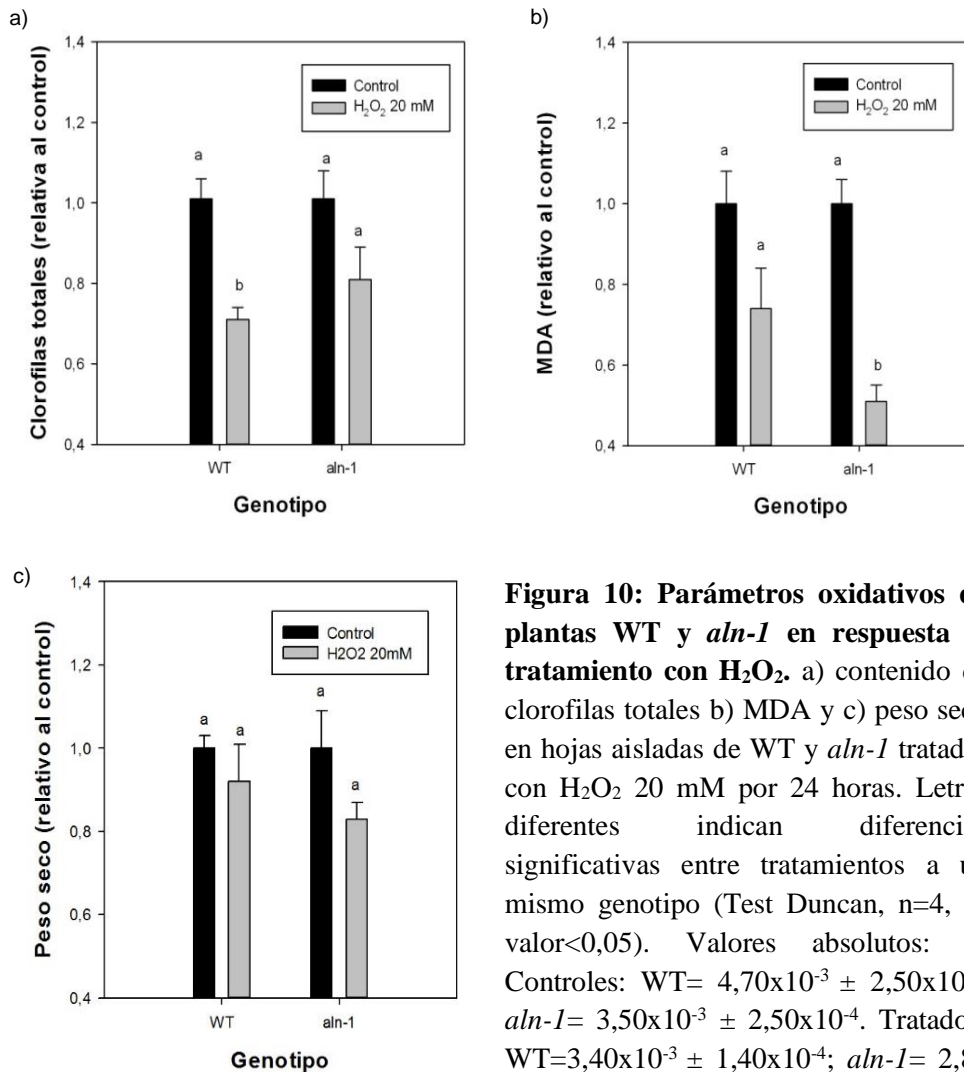 a)
Clorofilas totales (relativa al control)
1,4
1,2
1,0
0,8
0,6
0,4
Control
H₂O₂ 20 mM
a
b
a
a
WT
aln-1
Genotipo
b)
MDA (relativo al control)
1,4
1,2
1,0
0,8
0,6
0,4
Control
H₂O₂ 20 mM
a
a
a
b
WT
aln-1
Genotipo
c)
Peso seco (relativo al control)
1,4
1,2
1,0
0,8
0,6
0,4
Control
H2O2 20mM
a
a
a
a
WT
aln-1
Genotipo
Figura 10: Parámetros oxidativos
plantas WT y aln-1 en respuesta
tratamiento con H₂O₂. a) contenido
clorofilas totales b) MDA y c) peso
en hojas aisladas de WT y aln-1
con H₂O₂ 20 mM por 24 horas.
diferentes indican
significativas entre tratamientos a
mismo genotipo (Test Duncan, n=4,
valor<0,05). Valores absolutos:
Controles: WT= 4,70x10⁻³ ± 2,50x10
aln-1= 3,50x10⁻³ ± 2,50x10⁻⁴.
WT=3,40x10⁻³ ± 1,40x10⁻⁴; aln-1=